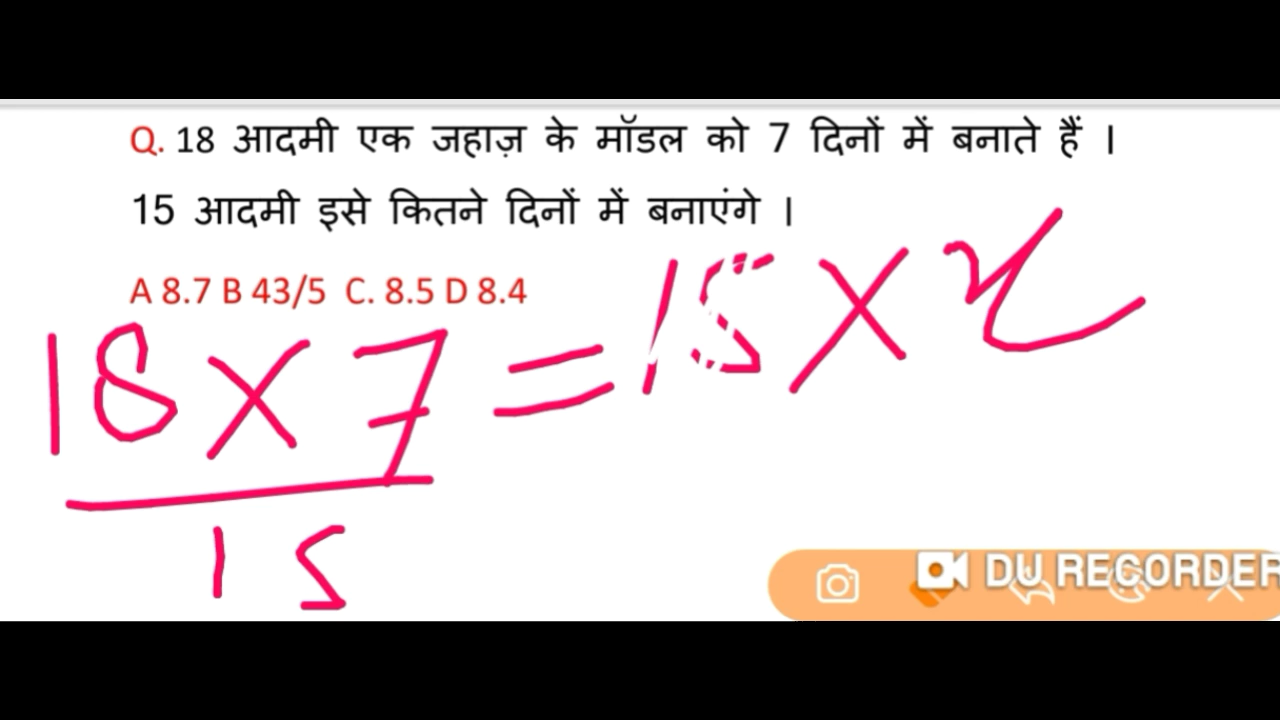 Q. 18 आदमी एक जहाज़ के मॉडल को 7 दिनों में बनाते हैं ।
15 आदमी इसे कितने दिनों में बनाएंगे ।
A 8.7 B 43/5 C. 8.5 D 8.4
18 X 7 = 15 X x
15
DU RECORDER